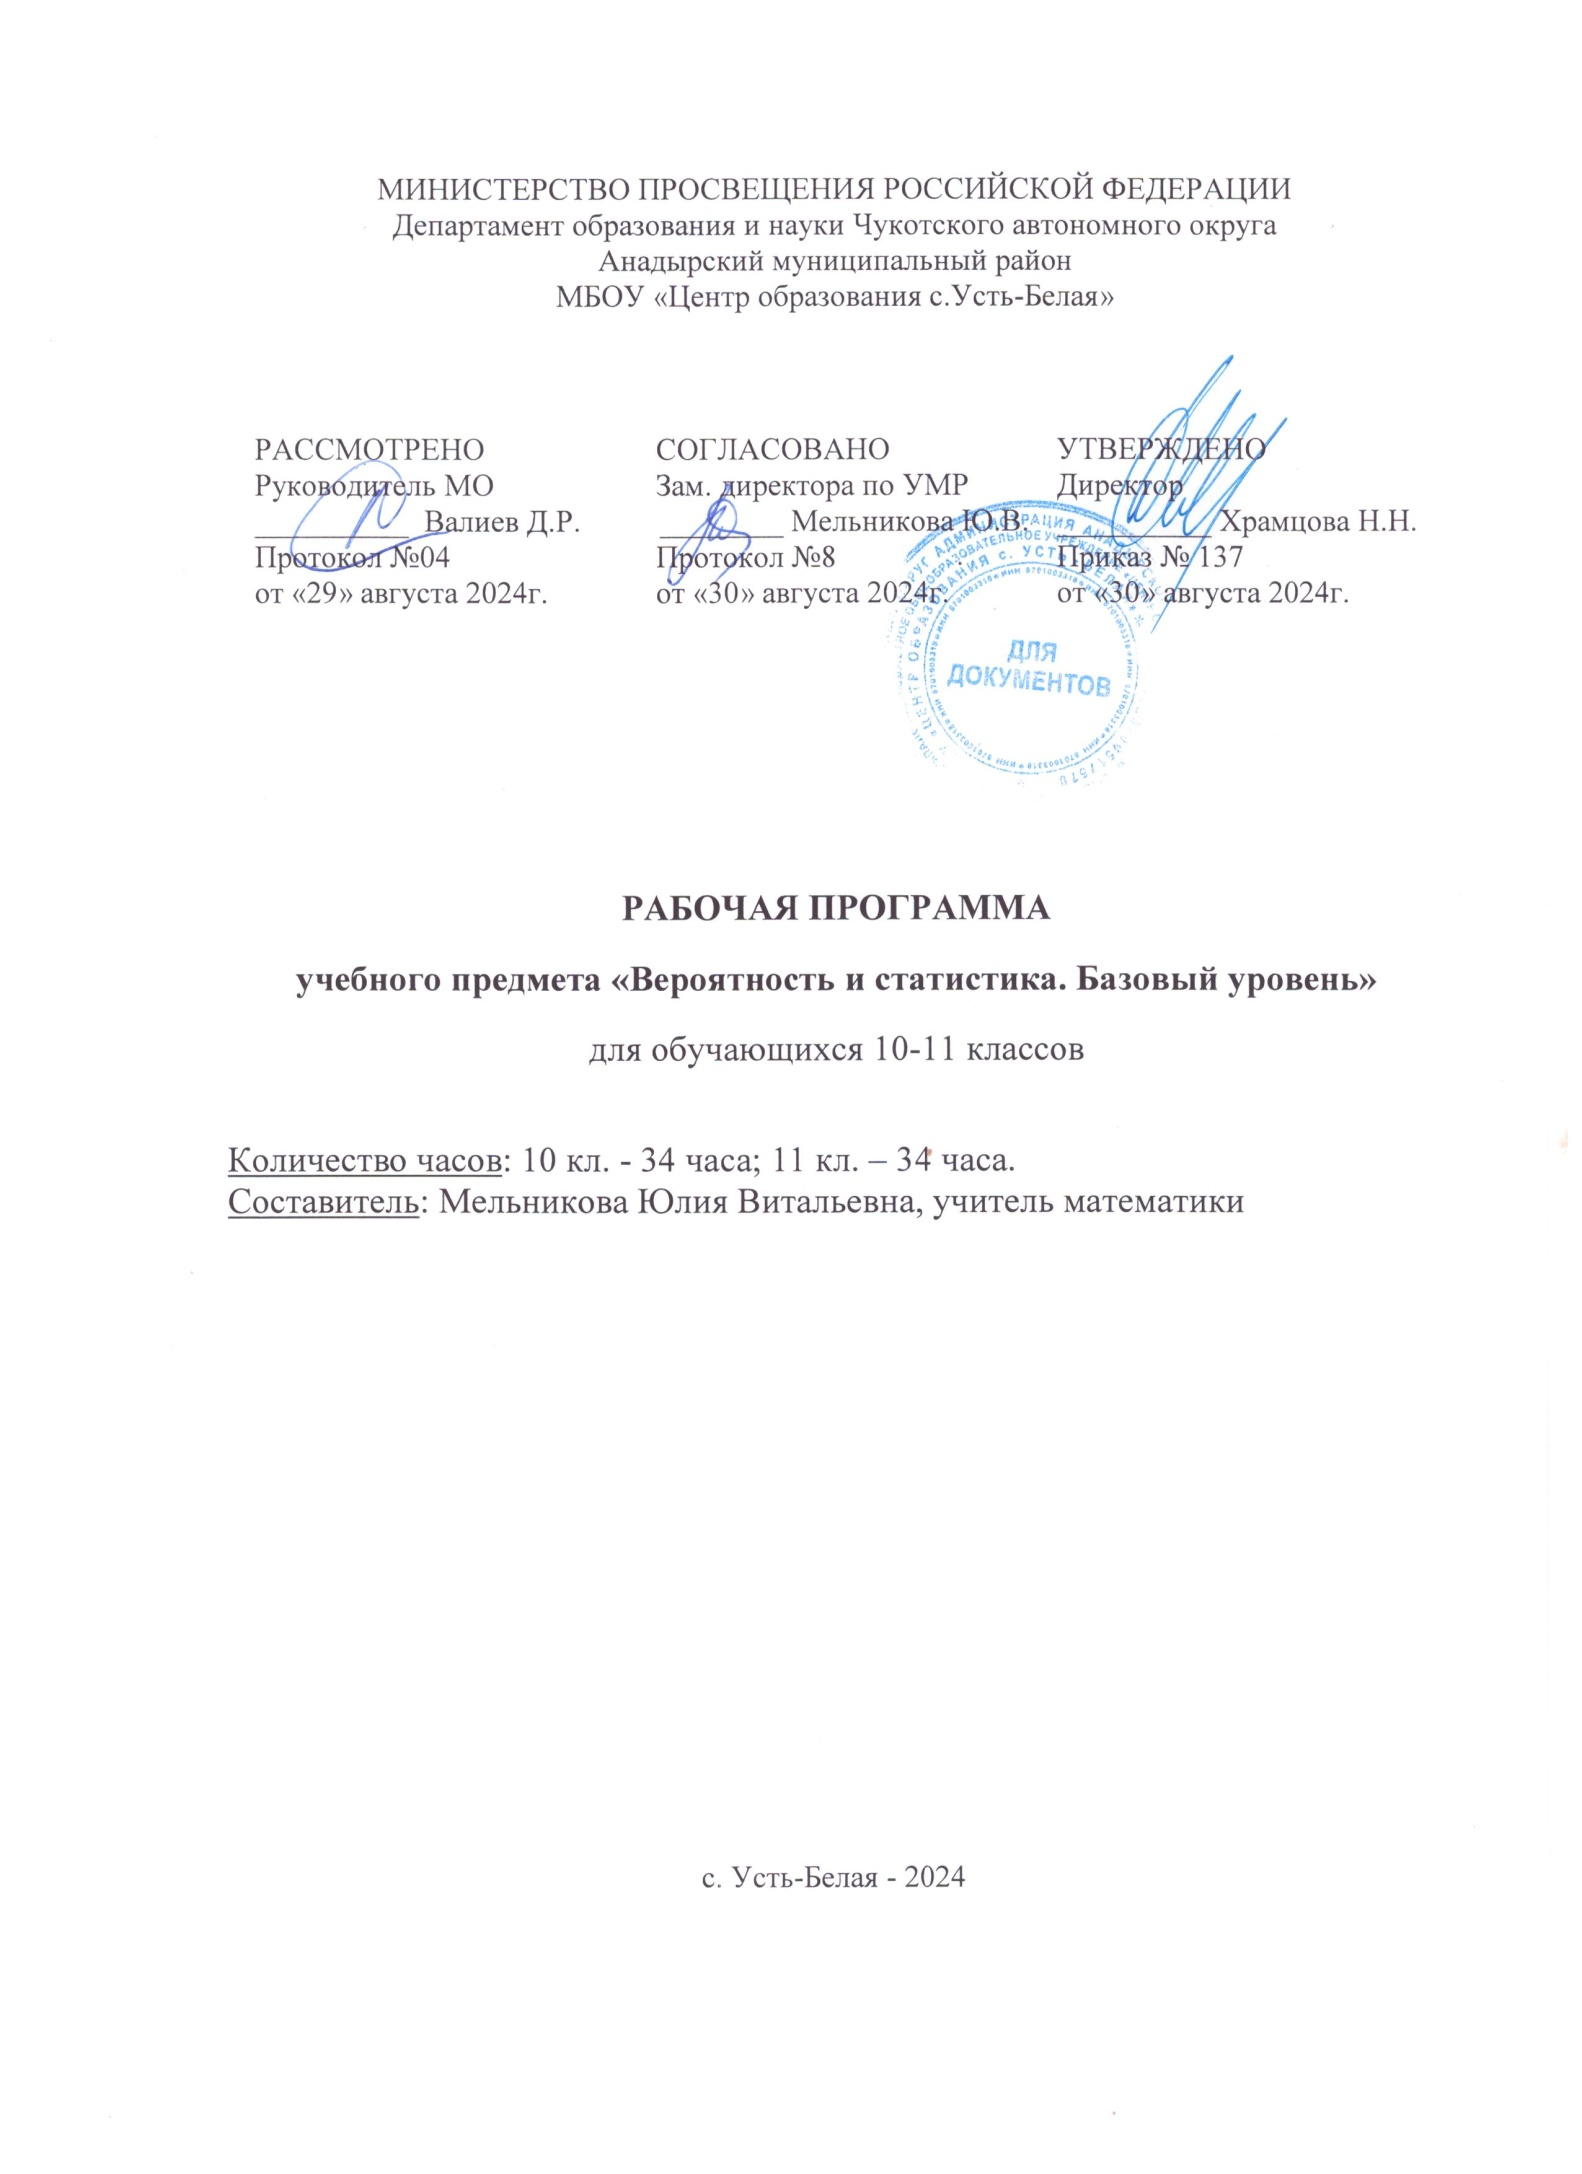 МИНИСТЕРСТВО ПРОСВЕЩЕНИЯ РОССИЙСКОЙ ФЕДЕРАЦИИ
Департамент образования и науки Чукотского автономного округа
Анадырский муниципальный район
МБОУ «Центр образования с.Усть-Белая»
РАССМОТРЕНО
Руководитель МО
___________ Валиев Д.Р.
Протокол №04
от «29» августа 2024г.
СОГЛАСОВАНО
Зам. директора по УМР
________ Мельникова Ю.В.
Протокол №8
от «30» августа 2024г.
УТВЕРЖДЕНО
Директор
___________Храмцова Н.Н.
Приказ № 137
от «30» августа 2024г.
ДЛЯ
ДОКУМЕНТОВ
РАБОЧАЯ ПРОГРАММА
учебного предмета «Вероятность и статистика. Базовый уровень»
для обучающихся 10-11 классов
Количество часов: 10 кл. - 34 часа; 11 кл. – 34 часа.
Составитель: Мельникова Юлия Витальевна, учитель математики
с. Усть-Белая - 2024